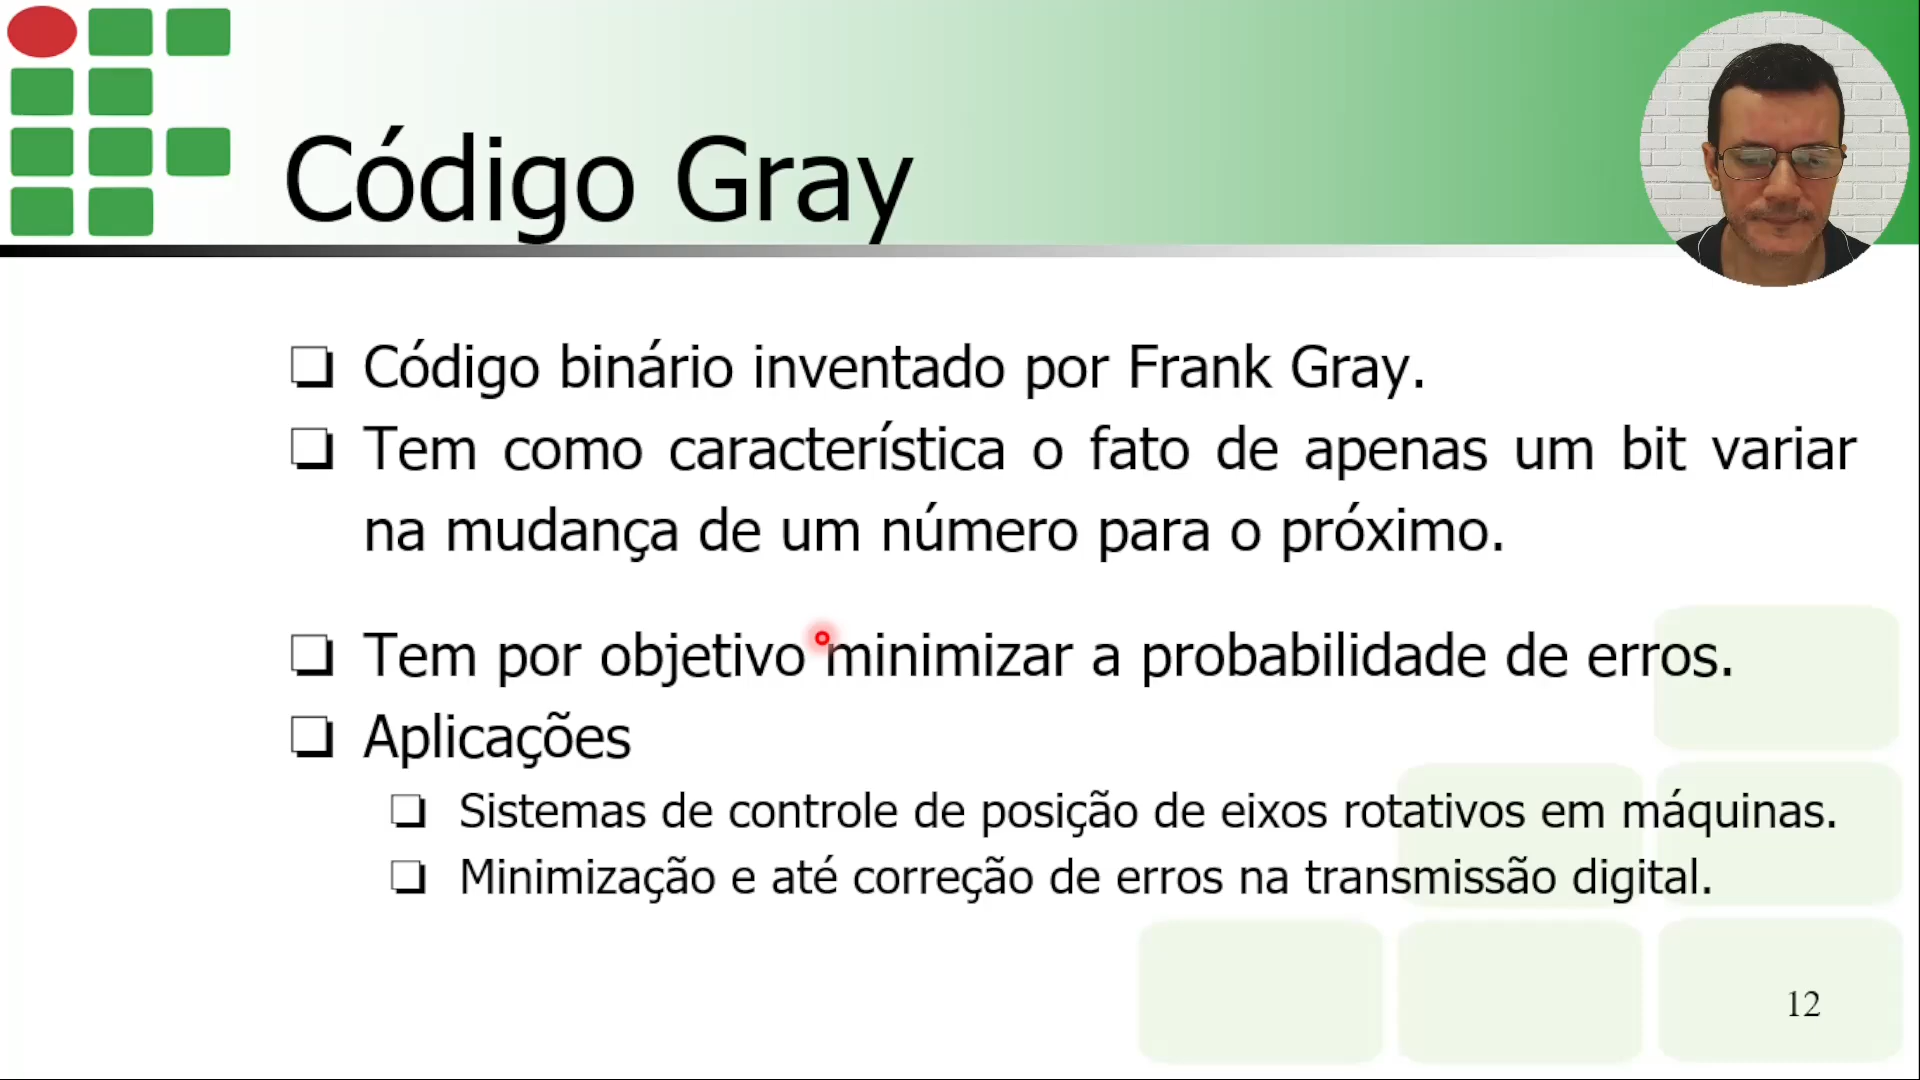 Código Gray
Código binário inventado por Frank Gray.
Tem como característica o fato de apenas um bit variar
na mudança de um número para o próximo.
Tem por objetivo minimizar a probabilidade de erros.
Aplicações
Sistemas de controle de posição de eixos rotativos em máquinas.
Minimização e até correção de erros na transmissão digital.
12